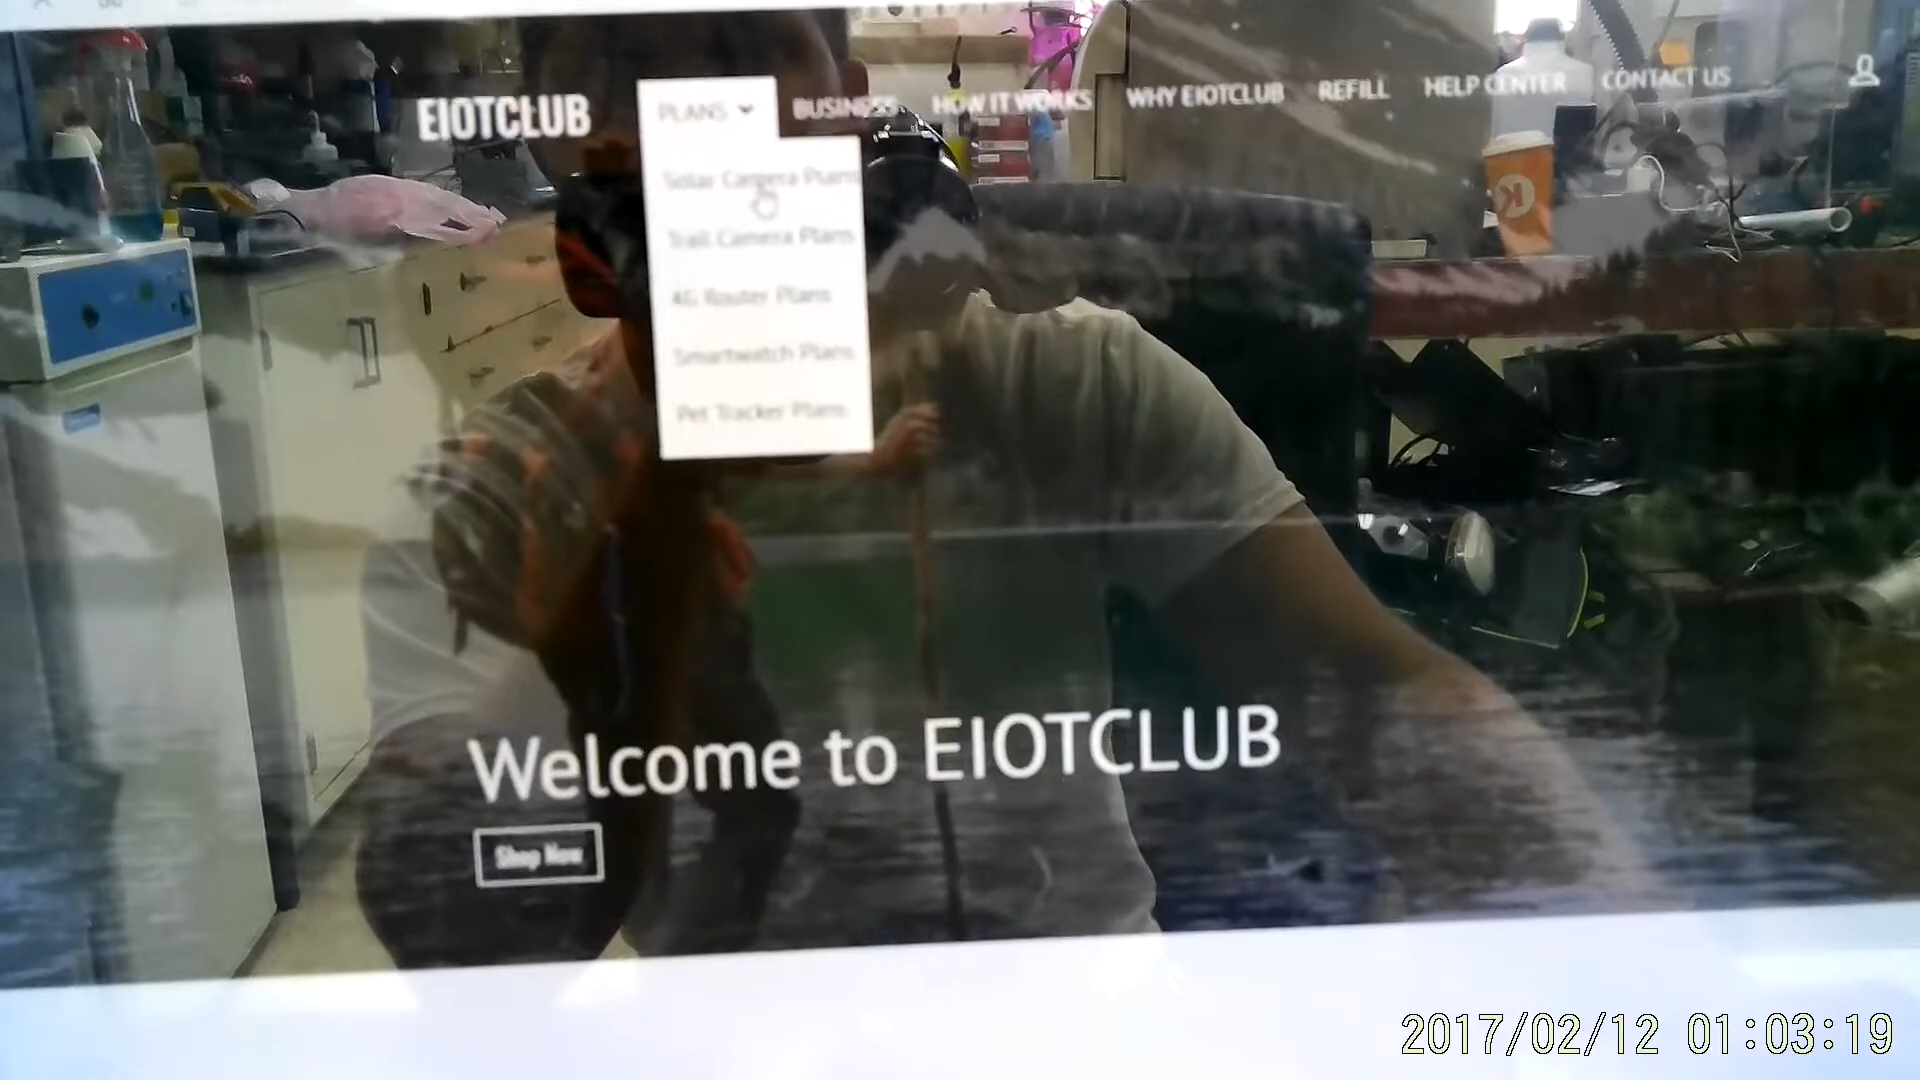 EIOTCLUB
PLANS
BUSINESS
HOW IT WORKS
WHY EIOTCLUB
REFILL
HELP CENTER
CONTACT US
Solar Camera Plans
Trail Camera Plans
4G Router Plans
Smartwatch Plans
Pet Tracker Plans
Welcome to EIOTCLUB
Shop Now
2017/02/12 01:03:19